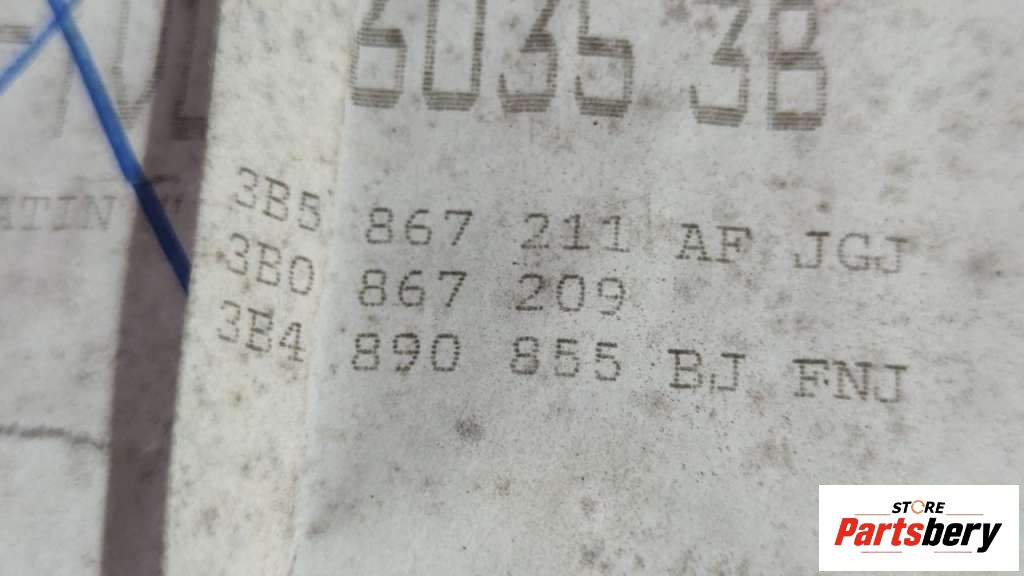 6035 3B
3B5 867 211 AF JGJ
3B0 867 209
3B4 890 855 BJ FNJ
STORE
Partsbery